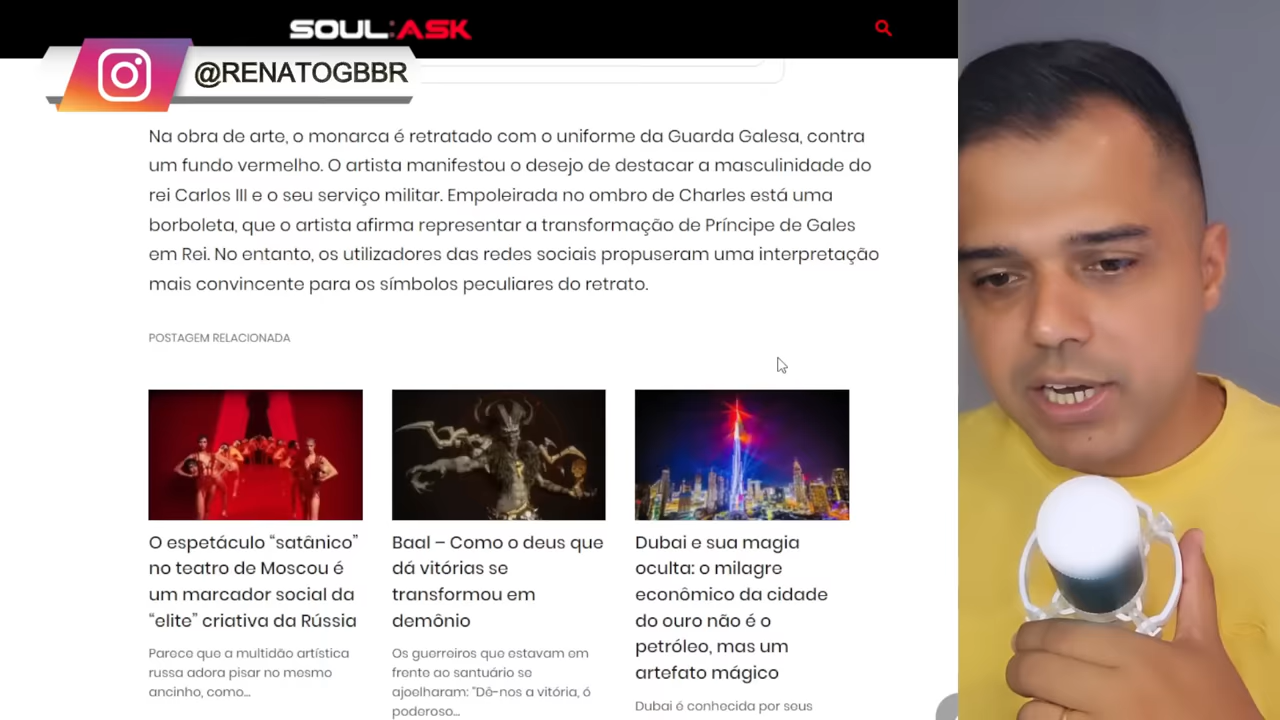 SOUL:ASK
@RENATOGBBR
Na obra de arte, o monarca é retratado com o uniforme da Guarda Galesa, contra
um fundo vermelho. O artista manifestou o desejo de destacar a masculinidade do
rei Carlos III e o seu serviço militar. Empoleirada no ombro de Charles está uma
borboleta, que o artista afirma representar a transformação de Príncipe de Gales
em Rei. No entanto, os utilizadores das redes sociais propuseram uma interpretação
mais convincente para os símbolos peculiares do retrato.
POSTAGEM RELACIONADA
O espetáculo “satânico”
no teatro de Moscou é
um marcador social da
“elite” criativa da Rússia
Parece que a multidão artística
russa adora pisar no mesmo
ancinho, como...
Baal – Como o deus que
dá vitórias se
transformou em
demônio
Os guerreiros que estavam em
frente ao santuário se
ajoelharam: “Dê-nos a vitória, ó
poderoso...
Dubai e sua magia
oculta: o milagre
econômico da cidade
do ouro não é o
petróleo, mas um
artefato mágico
Dubai é conhecida por seus